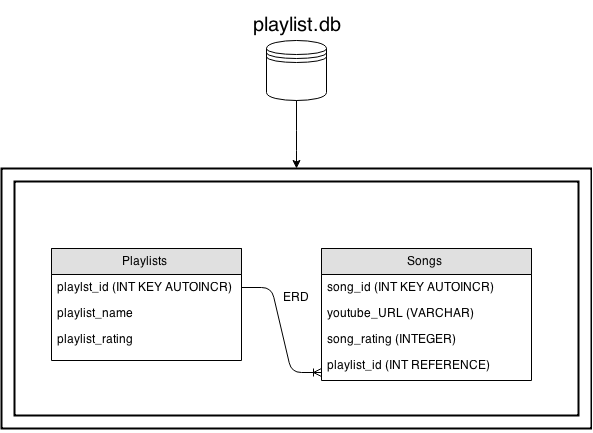 playlist.db
Playlists
playlst_id (INT KEY AUTOINCR)
playlist_name
playlist_rating
ERD
Songs
song_id (INT KEY AUTOINCR)
youtube_URL (VARCHAR)
song_rating (INTEGER)
playlist_id (INT REFERENCE)